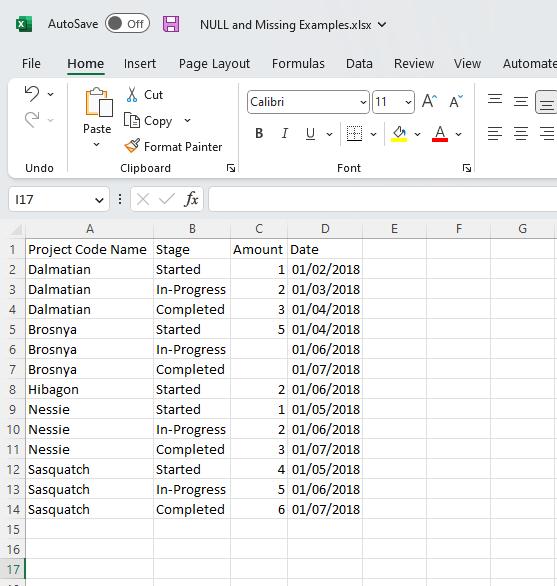 AutoSave Off NULL and Missing Examples.xlsx
File Home Insert Page Layout Formulas Data Review View Automate
Paste Cut
Copy
Format Painter
Calibri 11 A A
B I U A
Undo Clipboard Font
I17 fx
A B C D E F G
1 Project Code Name Stage Amount Date
2 Dalmatian Started 1 01/02/2018
3 Dalmatian In-Progress 2 01/03/2018
4 Dalmatian Completed 3 01/04/2018
5 Brosnya Started 5 01/04/2018
6 Brosnya In-Progress 01/06/2018
7 Brosnya Completed 01/07/2018
8 Hibagon Started 2 01/06/2018
9 Nessie Started 1 01/05/2018
10 Nessie In-Progress 2 01/06/2018
11 Nessie Completed 3 01/07/2018
12 Sasquatch Started 4 01/05/2018
13 Sasquatch In-Progress 5 01/06/2018
14 Sasquatch Completed 6 01/07/2018
15
16
17